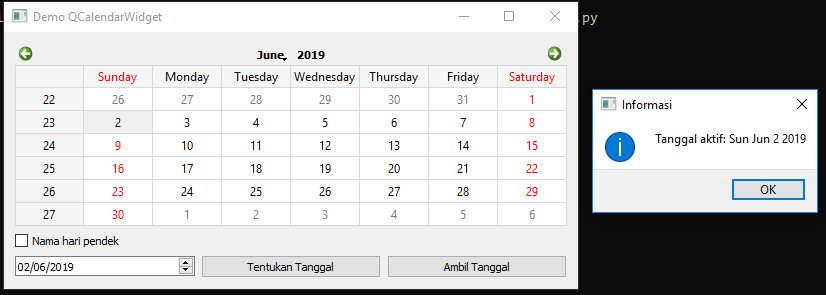 Demo QCalendarWidget
.py
June, 2019
Sunday Monday Tuesday Wednesday Thursday Friday Saturday
22 26 27 28 29 30 31 1
23 2 3 4 5 6 7 8
24 9 10 11 12 13 14 15
25 16 17 18 19 20 21 22
26 23 24 25 26 27 28 29
27 30 1 2 3 4 5 6
Nama hari pendek
02/06/2019 Tentukan Tanggal Ambil Tanggal
Informasi
Tanggal aktif: Sun Jun 2 2019
OK